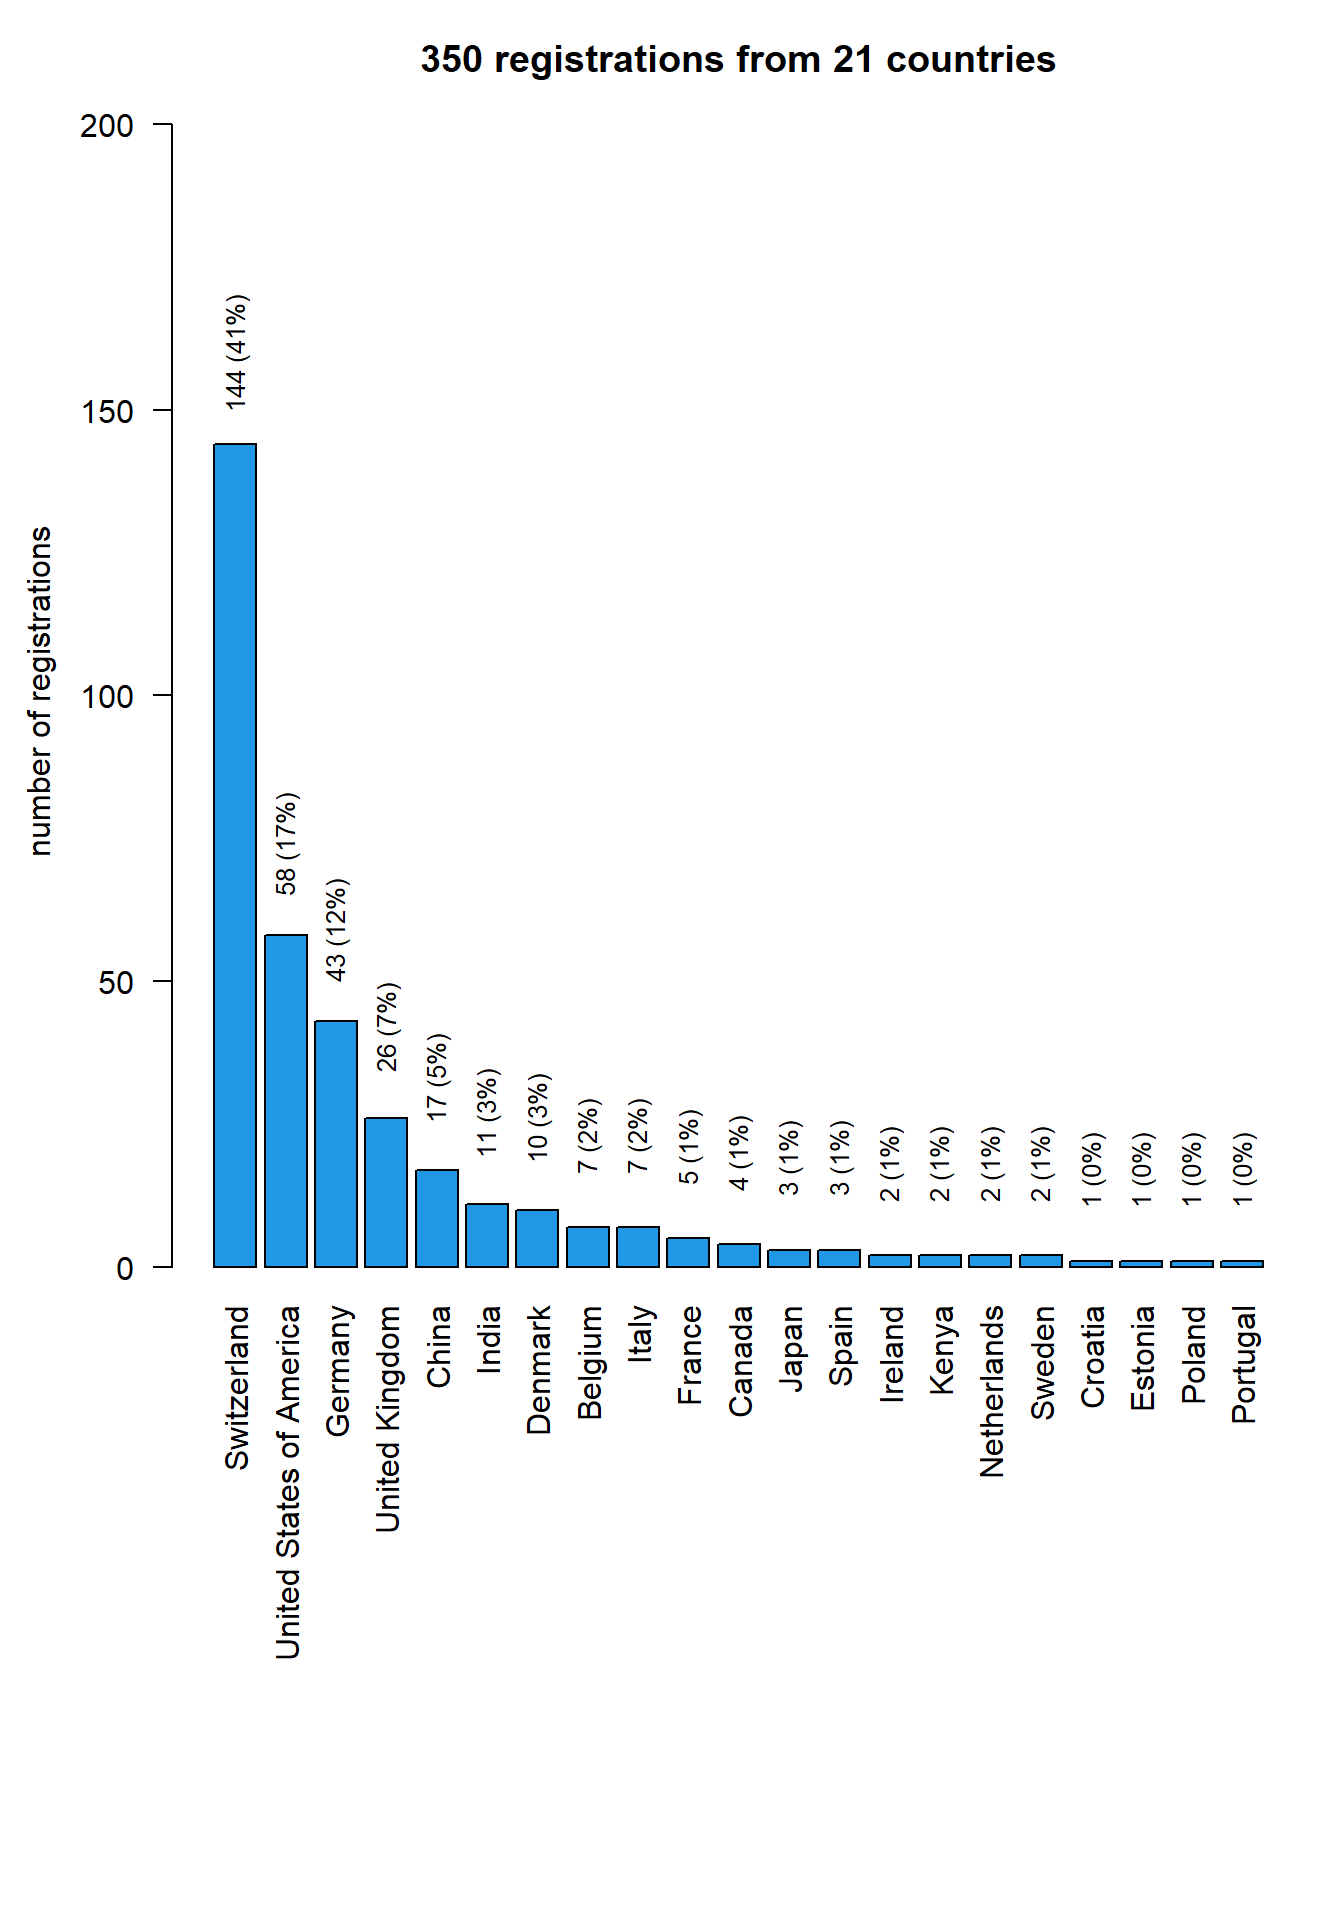 350 registrations from 21 countries
number of registrations
200
150
100
50
0
144 (41%)
58 (17%)
43 (12%)
26 (7%)
17 (5%)
11 (3%)
10 (3%)
7 (2%)
7 (2%)
5 (1%)
4 (1%)
3 (1%)
3 (1%)
2 (1%)
2 (1%)
2 (1%)
2 (1%)
1 (0%)
1 (0%)
1 (0%)
1 (0%)
Switzerland
United States of America
Germany
United Kingdom
China
India
Denmark
Belgium
Italy
France
Canada
Japan
Spain
Ireland
Kenya
Netherlands
Sweden
Croatia
Estonia
Poland
Portugal